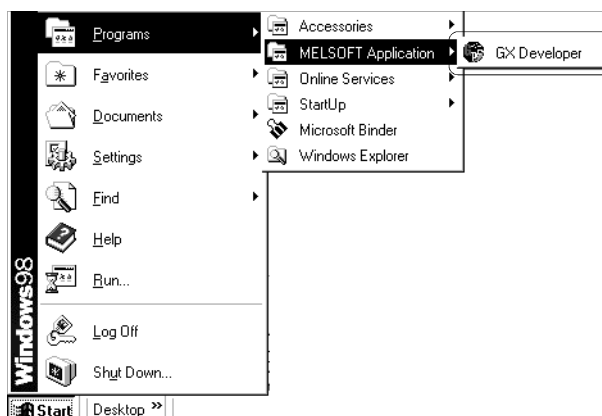 Programs
Favorites
Documents
Settings
Find
Help
Run...
Log Off
Shut Down...
Windows98
Start
Desktop »
Accessories
MELSOFT Application
Online Services
StartUp
Microsoft Binder
Windows Explorer
GX Developer